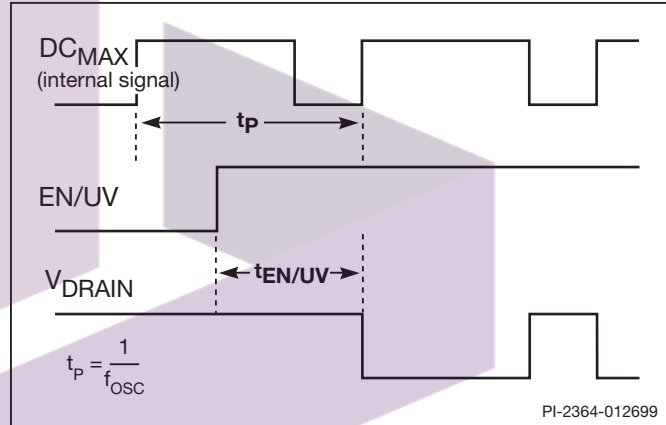 DCMAX
(internal signal)
tP
EN/UV
tEN/UV
VDRAIN
tP = 1
fOSC
PI-2364-012699